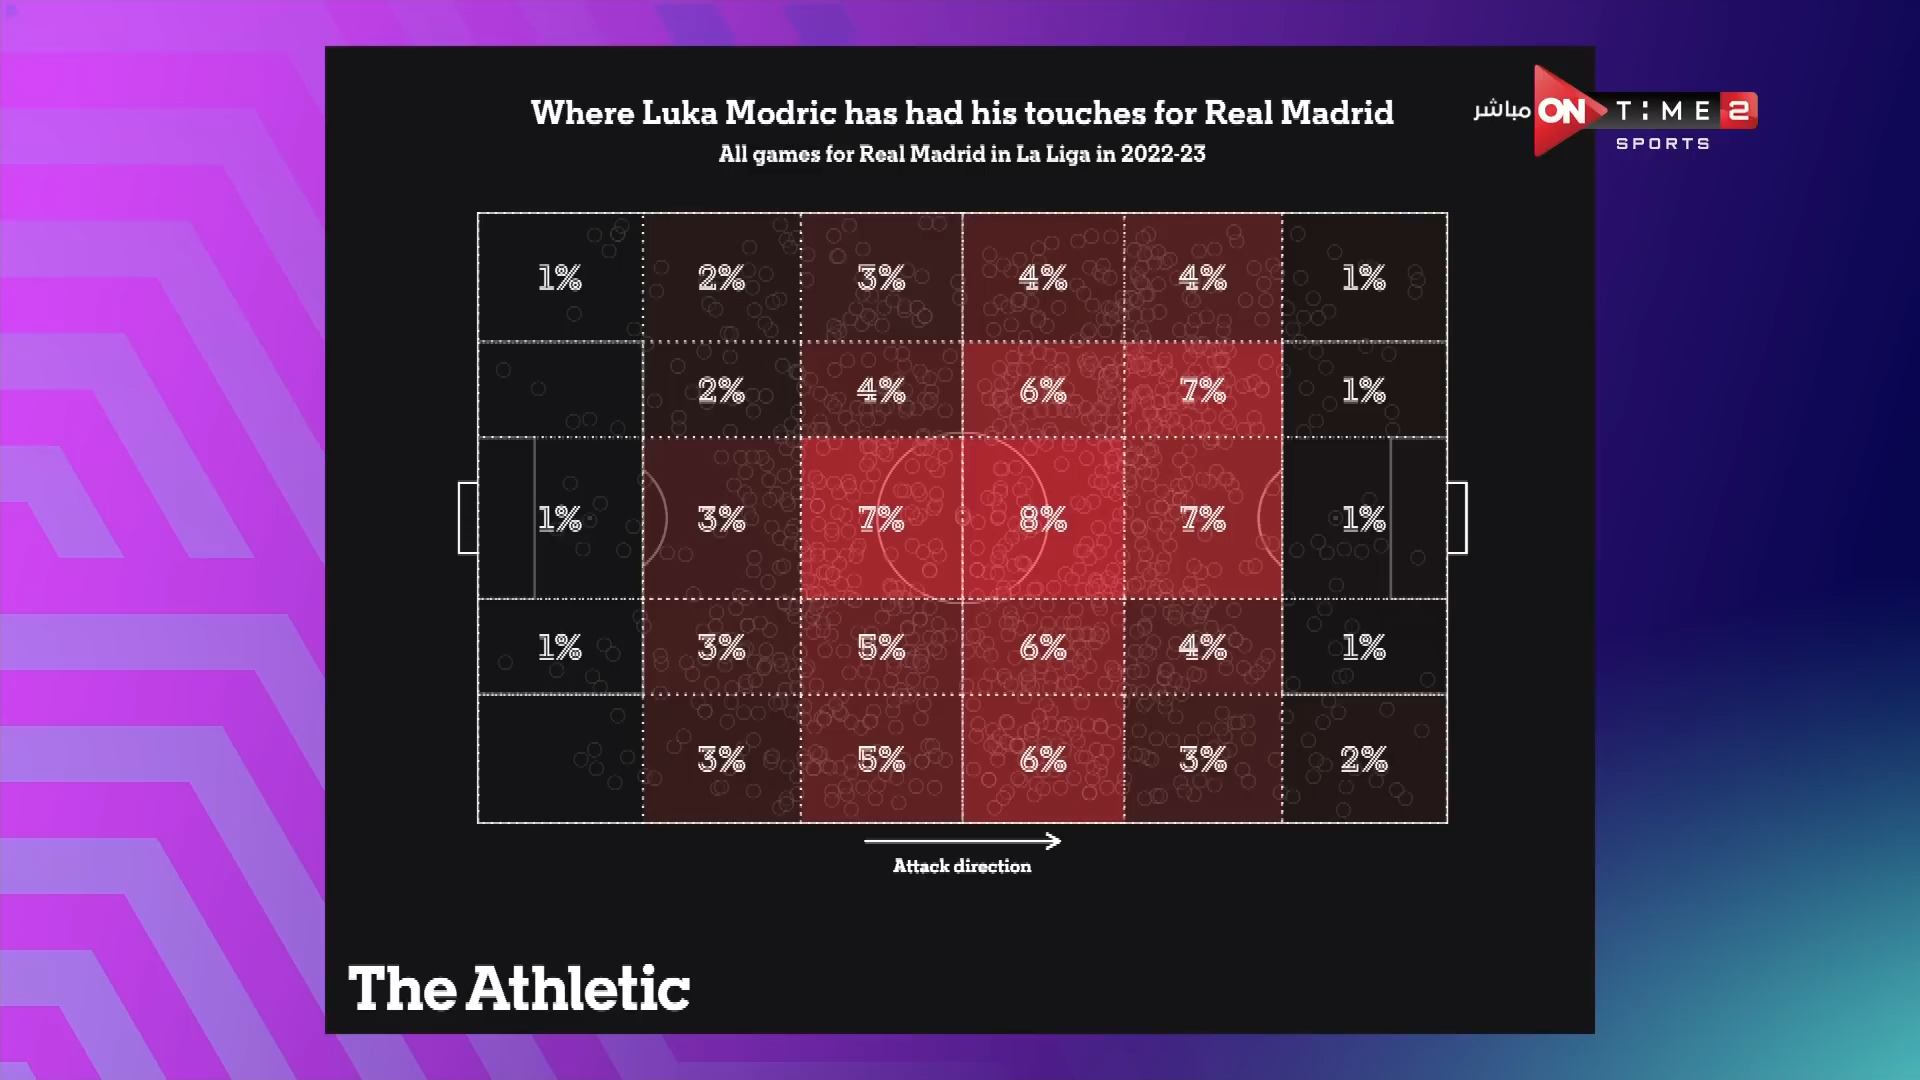 Where Luka Modric has had his touches for Real Madrid
All games for Real Madrid in La Liga in 2022-23
مباشر ON TIME 2
SPORTS
1% 2% 3% 4% 4% 1%
2% 4% 6% 7% 1%
1% 3% 7% 8% 7% 1%
1% 3% 5% 6% 4% 1%
3% 5% 6% 3% 2%
Attack direction
The Athletic